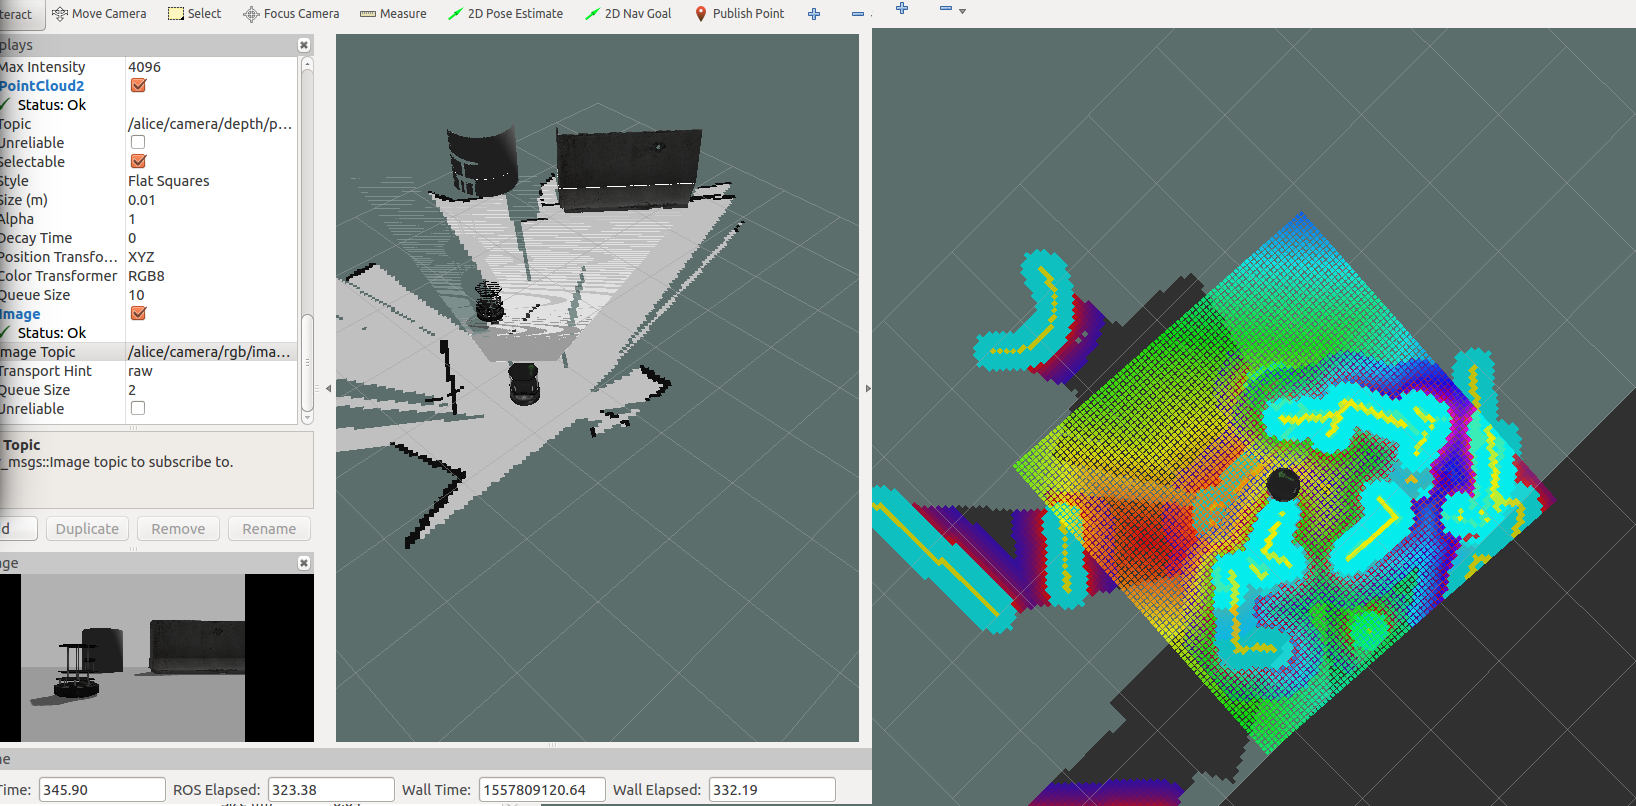 teract Move Camera Select Focus Camera Measure 2D Pose Estimate 2D Nav Goal Publish Point
plays
Max Intensity 4096
PointCloud2
Status: Ok
Topic /alice/camera/depth/p...
Unreliable
Selectable
Style Flat Squares
Size (m) 0.01
Alpha 1
Decay Time 0
Position Transfo... XYZ
Color Transformer RGB8
Queue Size 10
Image
Status: Ok
mage Topic /alice/camera/rgb/ima...
Transport Hint raw
Queue Size 2
Unreliable
Topic
_msgs::Image topic to subscribe to.
d Duplicate Remove Rename
ge
e
Time: 345.90 ROS Elapsed: 323.38 Wall Time: 1557809120.64 Wall Elapsed: 332.19